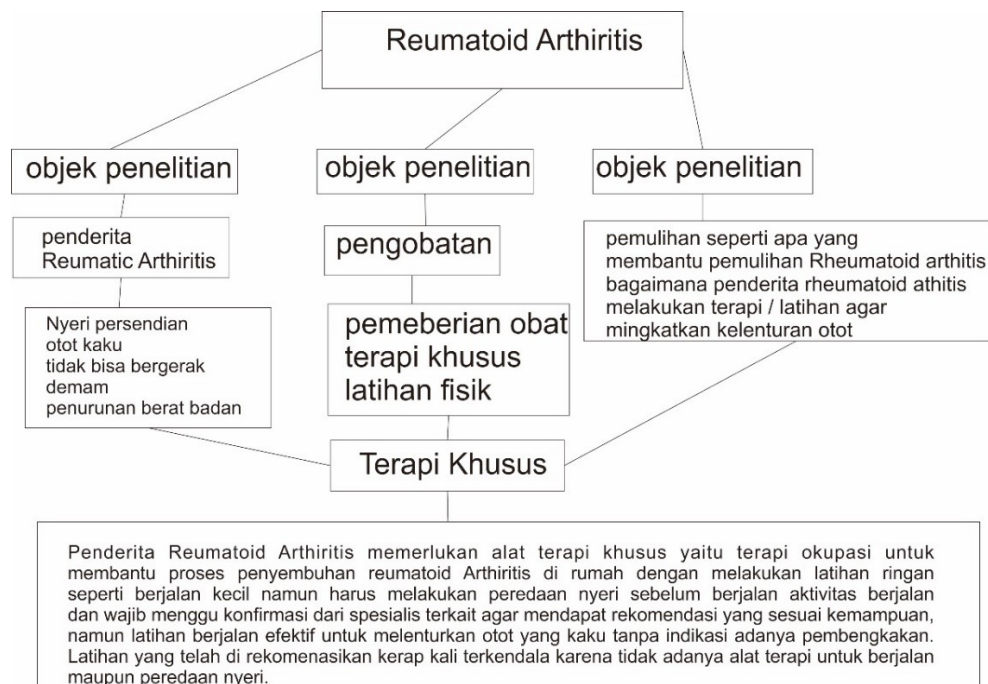 Reumatoid Arthiritis
objek penelitian
penderita
Reumatic Arthiritis
Nyeri persendian
otot kaku
tidak bisa bergerak
demam
penurunan berat badan
objek penelitian
pengobatan
pemeberian obat
terapi khusus
latihan fisik
objek penelitian
pemulihan seperti apa yang
membantu pemulihan Rheumatoid arthitis
bagaimana penderita rheumatoid athitis
melakukan terapi / latihan agar
mingkatkan kelenturan otot
Terapi Khusus
Penderita Reumatoid Arthiritis memerlukan alat terapi khusus yaitu terapi okupasi untuk
membantu proses penyembuhan reumatoid Arthiritis di rumah dengan melakukan latihan ringan
seperti berjalan kecil namun harus melakukan peredaan nyeri sebelum berjalan aktivitas berjalan
dan wajib menggu konfirmasi dari spesialis terkait agar mendapat rekomendasi yang sesuai kemampuan,
namun latihan berjalan efektif untuk melenturkan otot yang kaku tanpa indikasi adanya pembengkakan.
Latihan yang telah di rekomenasikan kerap kali terkendala karena tidak adanya alat terapi untuk berjalan
maupun peredaan nyeri.